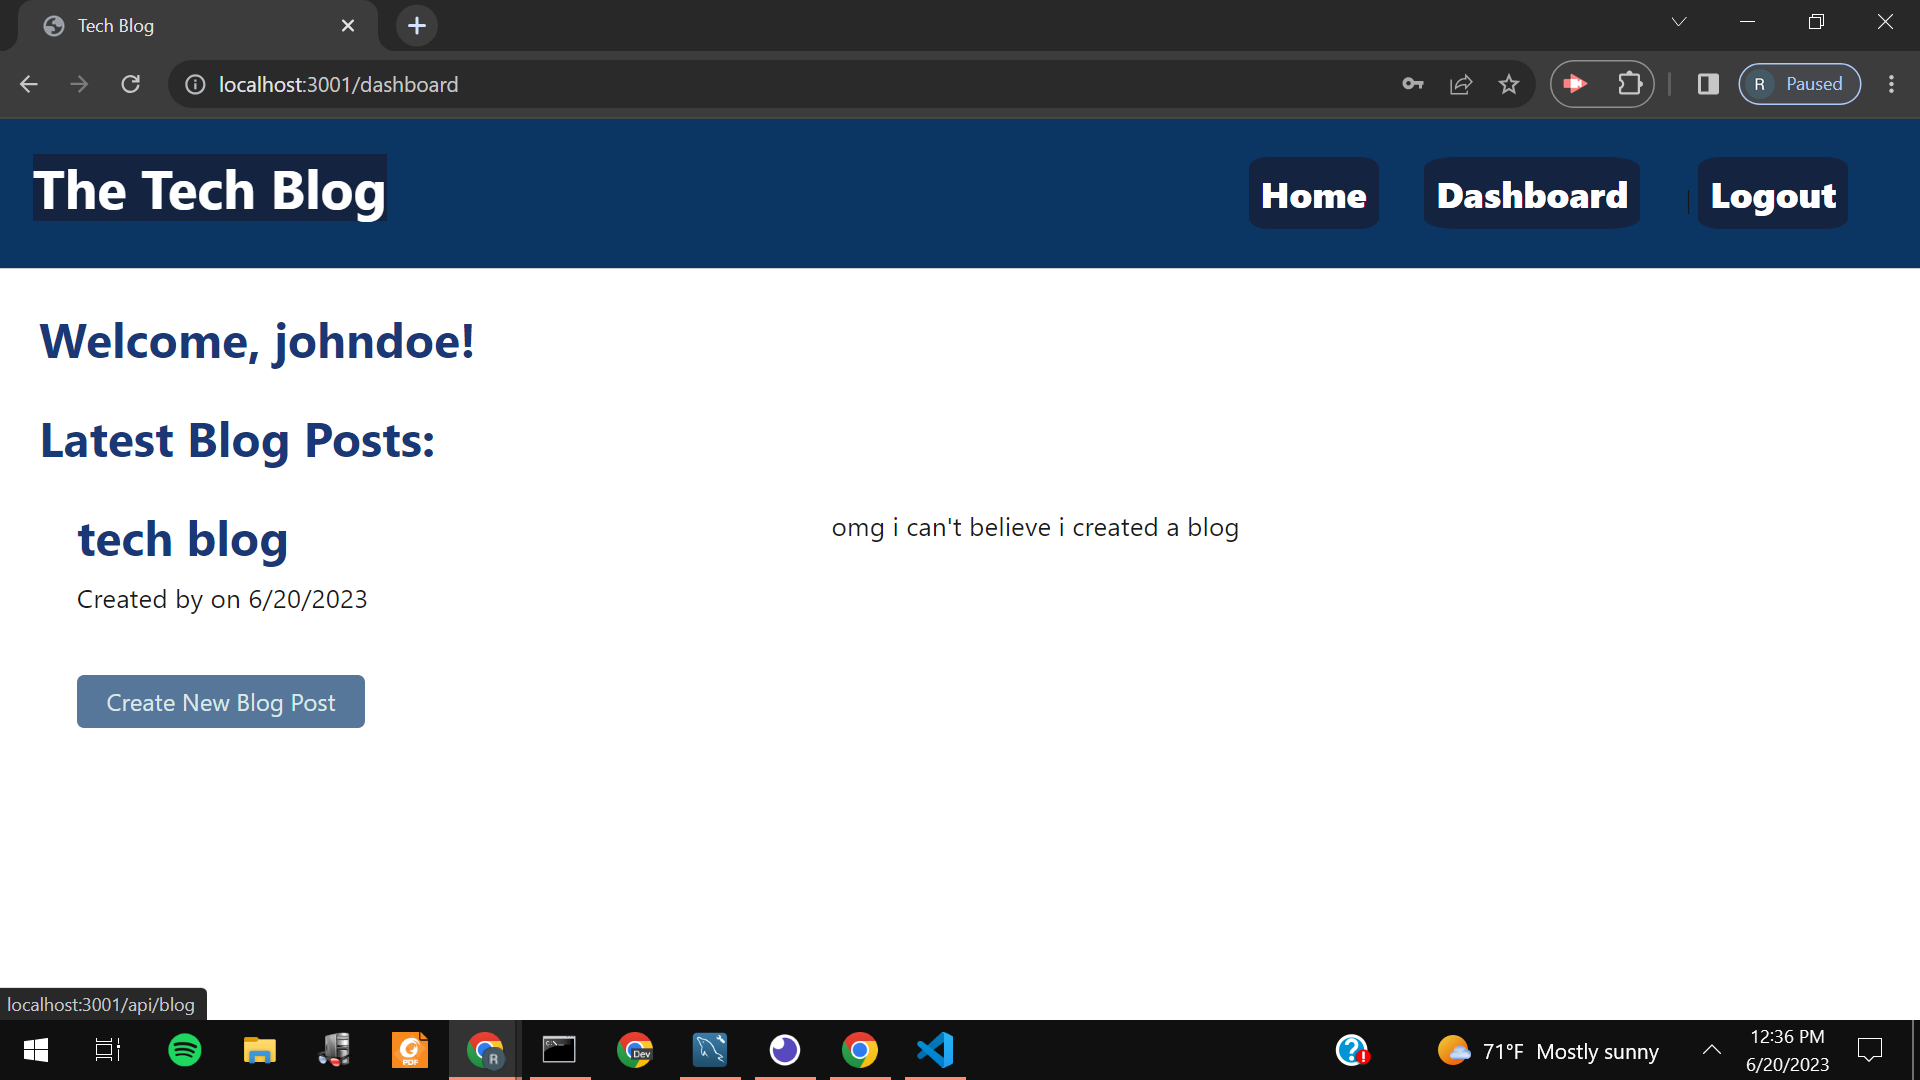 Tech Blog
localhost:3001/dashboard
R Paused
The Tech Blog
Home Dashboard Logout
Welcome, johndoe!
Latest Blog Posts:
tech blog
omg i can't believe i created a blog
Created by on 6/20/2023
Create New Blog Post
localhost:3001/api/blog
PDF
R
C:\_
Dev
71°F Mostly sunny
12:36 PM
6/20/2023